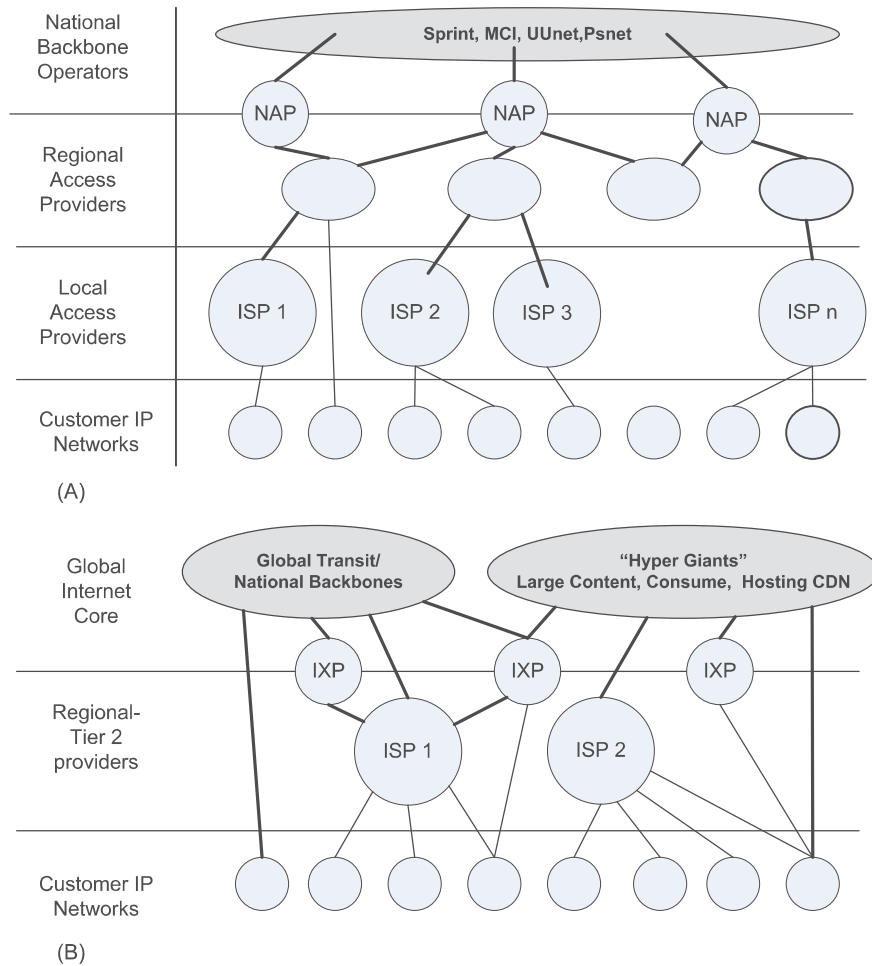 National
Backbone
Operators
Sprint, MCI, UUnet,Psnet
NAP
NAP
NAP
Regional
Access
Providers
Local
Access
Providers
ISP 1
ISP 2
ISP 3
ISP n
Customer IP
Networks
(A)
Global
Internet
Core
Global Transit/
National Backbones
“Hyper Giants”
Large Content, Consume, Hosting CDN
IXP
IXP
IXP
Regional-
Tier 2
providers
ISP 1
ISP 2
Customer IP
Networks
(B)